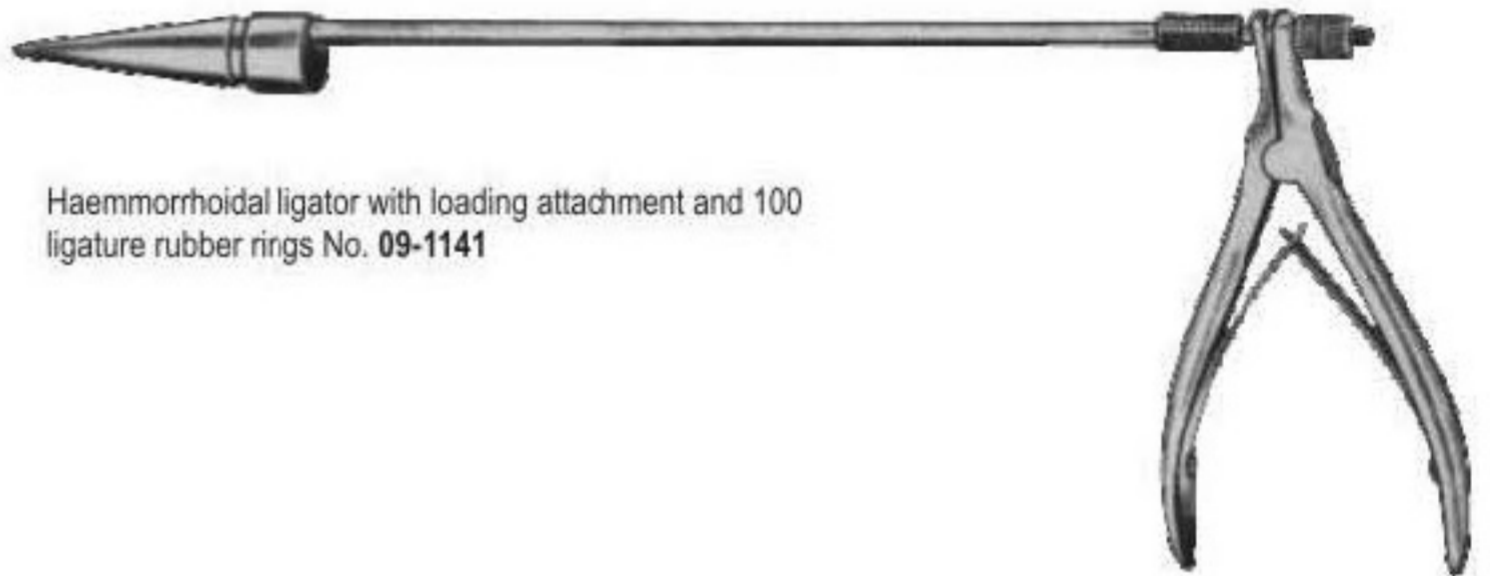 Haemmorrhoidal ligator with loading attachment and 100
ligature rubber rings No. 09-1141